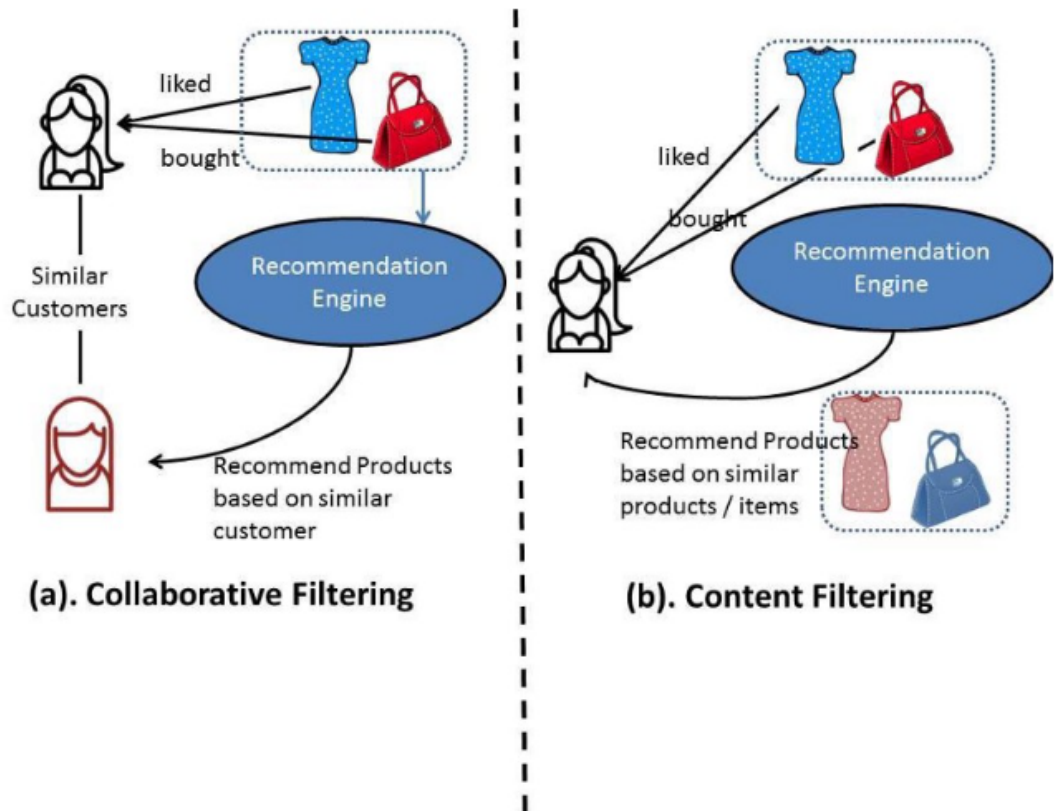 liked
bought
Recommendation
Engine
Similar
Customers
Recommend Products
based on similar
customer
(a). Collaborative Filtering
liked
bought
Recommendation
Engine
Recommend Products
based on similar
products / items
(b). Content Filtering